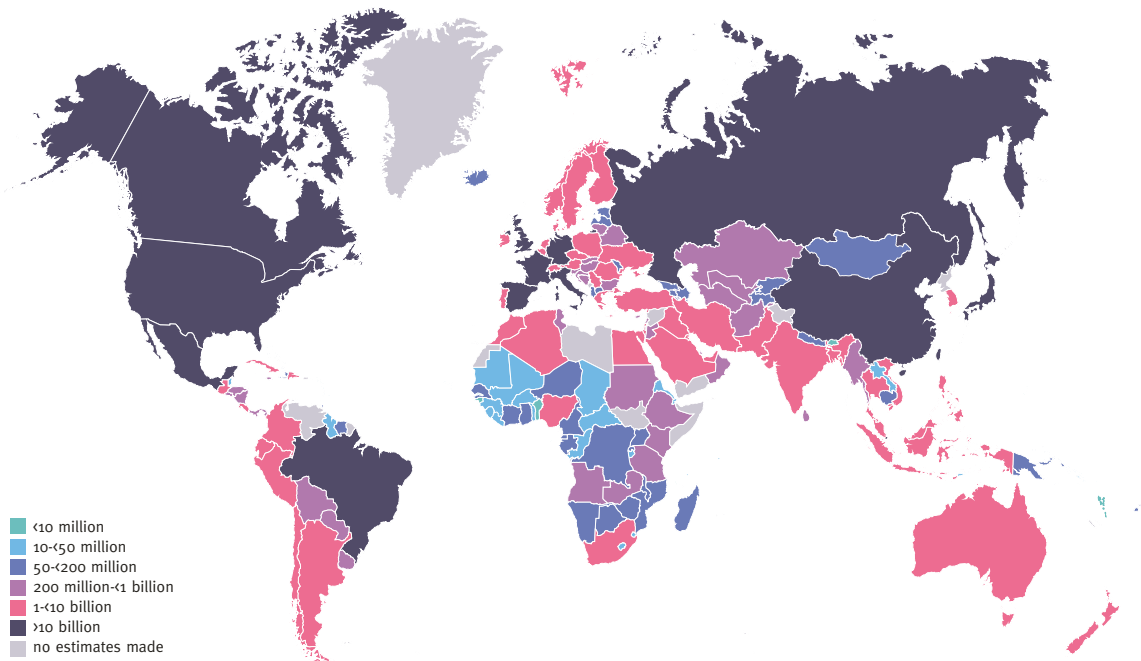 <10 million
10-<50 million
50-<200 million
200 million-<1 billion
1-<10 billion
>10 billion
no estimates made